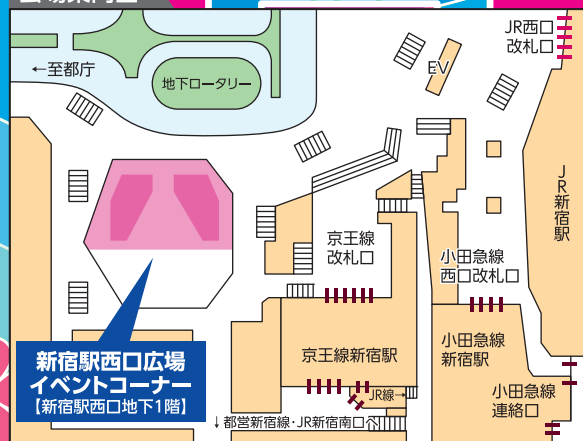 JR西口
改札口
EV
←至都庁
地下ロータリー
JR新宿駅
京王線
改札口
小田急線
西口改札口
新宿駅西口広場
イベントコーナー
【新宿駅西口地下1階】
京王線新宿駅
小田急線
新宿駅
JR線→
小田急線
連絡口
↓都営新宿線・JR新宿南口へ